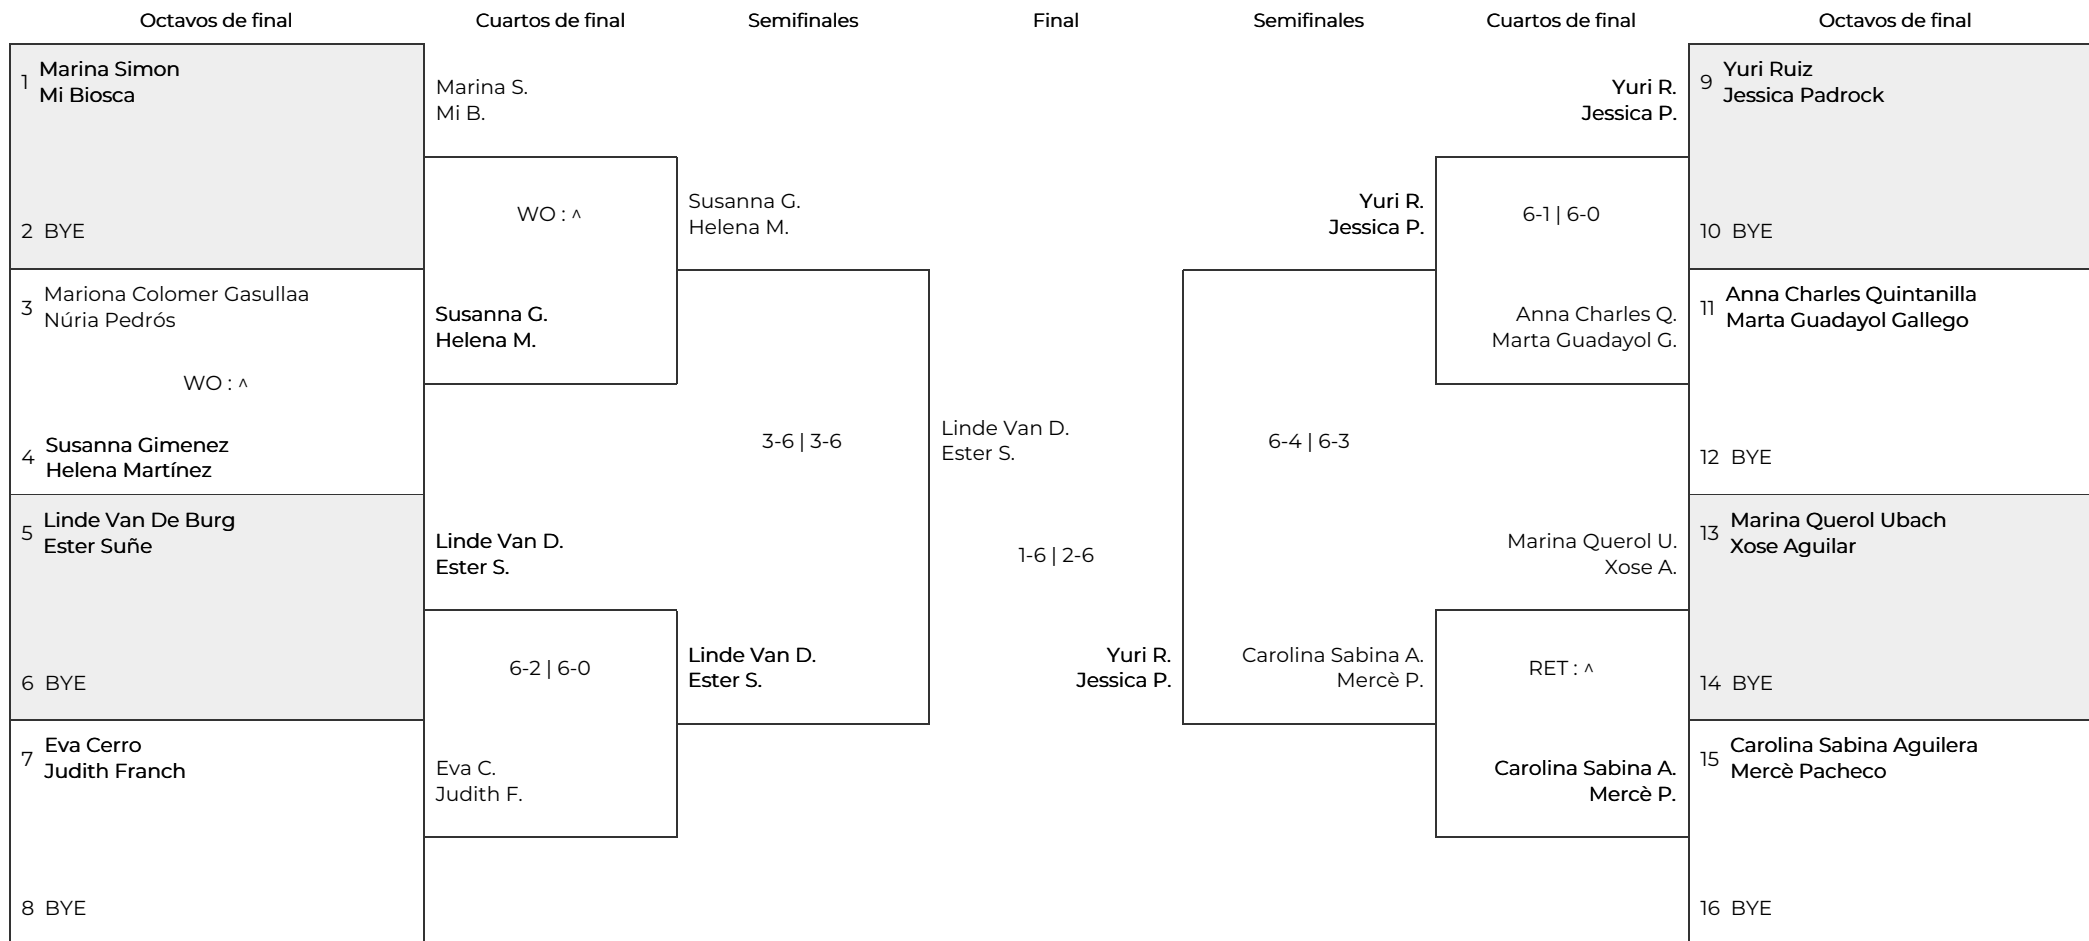 Octavos de final
Cuartos de final
Semifinales
Final
Semifinales
Cuartos de final
Octavos de final
1 Marina Simon
Mi Biosca
2 BYE
3 Mariona Colomer Gasullaa
Núria Pedrós
WO : ^
4 Susanna Gimenez
Helena Martínez
5 Linde Van De Burg
Ester Suñe
6 BYE
7 Eva Cerro
Judith Franch
8 BYE
Marina S.
Mi B.
WO : ^
Susanna G.
Helena M.
Linde Van D.
Ester S.
6-2 | 6-0
Eva C.
Judith F.
Susanna G.
Helena M.
3-6 | 3-6
Linde Van D.
Ester S.
Linde Van D.
Ester S.
1-6 | 2-6
Yuri R.
Jessica P.
Yuri R.
Jessica P.
6-4 | 6-3
Carolina Sabina A.
Mercè P.
Yuri R.
Jessica P.
6-1 | 6-0
Anna Charles Q.
Marta Guadayol G.
Marina Querol U.
Xose A.
RET : ^
Carolina Sabina A.
Mercè P.
9 Yuri Ruiz
Jessica Padrock
10 BYE
11 Anna Charles Quintanilla
Marta Guadayol Gallego
12 BYE
13 Marina Querol Ubach
Xose Aguilar
14 BYE
15 Carolina Sabina Aguilera
Mercè Pacheco
16 BYE